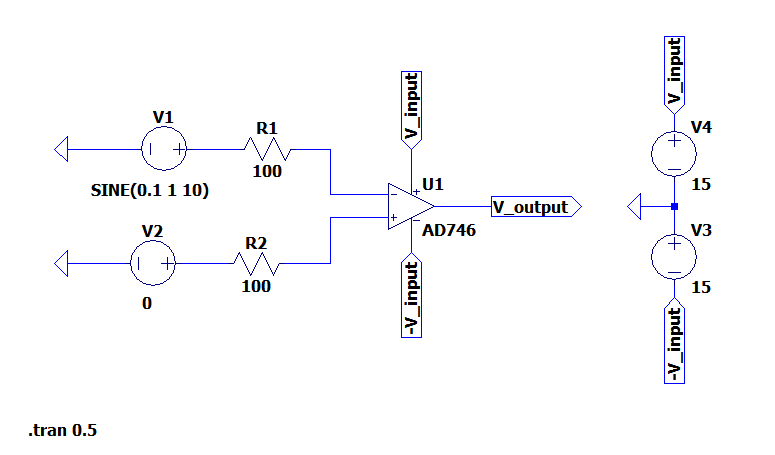 V1
SINE(0.1 1 10)
R1
100
V2
0
R2
100
V_input
U1
AD746
-V_input
V_output
V_input
V4
15
V3
15
-V_input
.tran 0.5